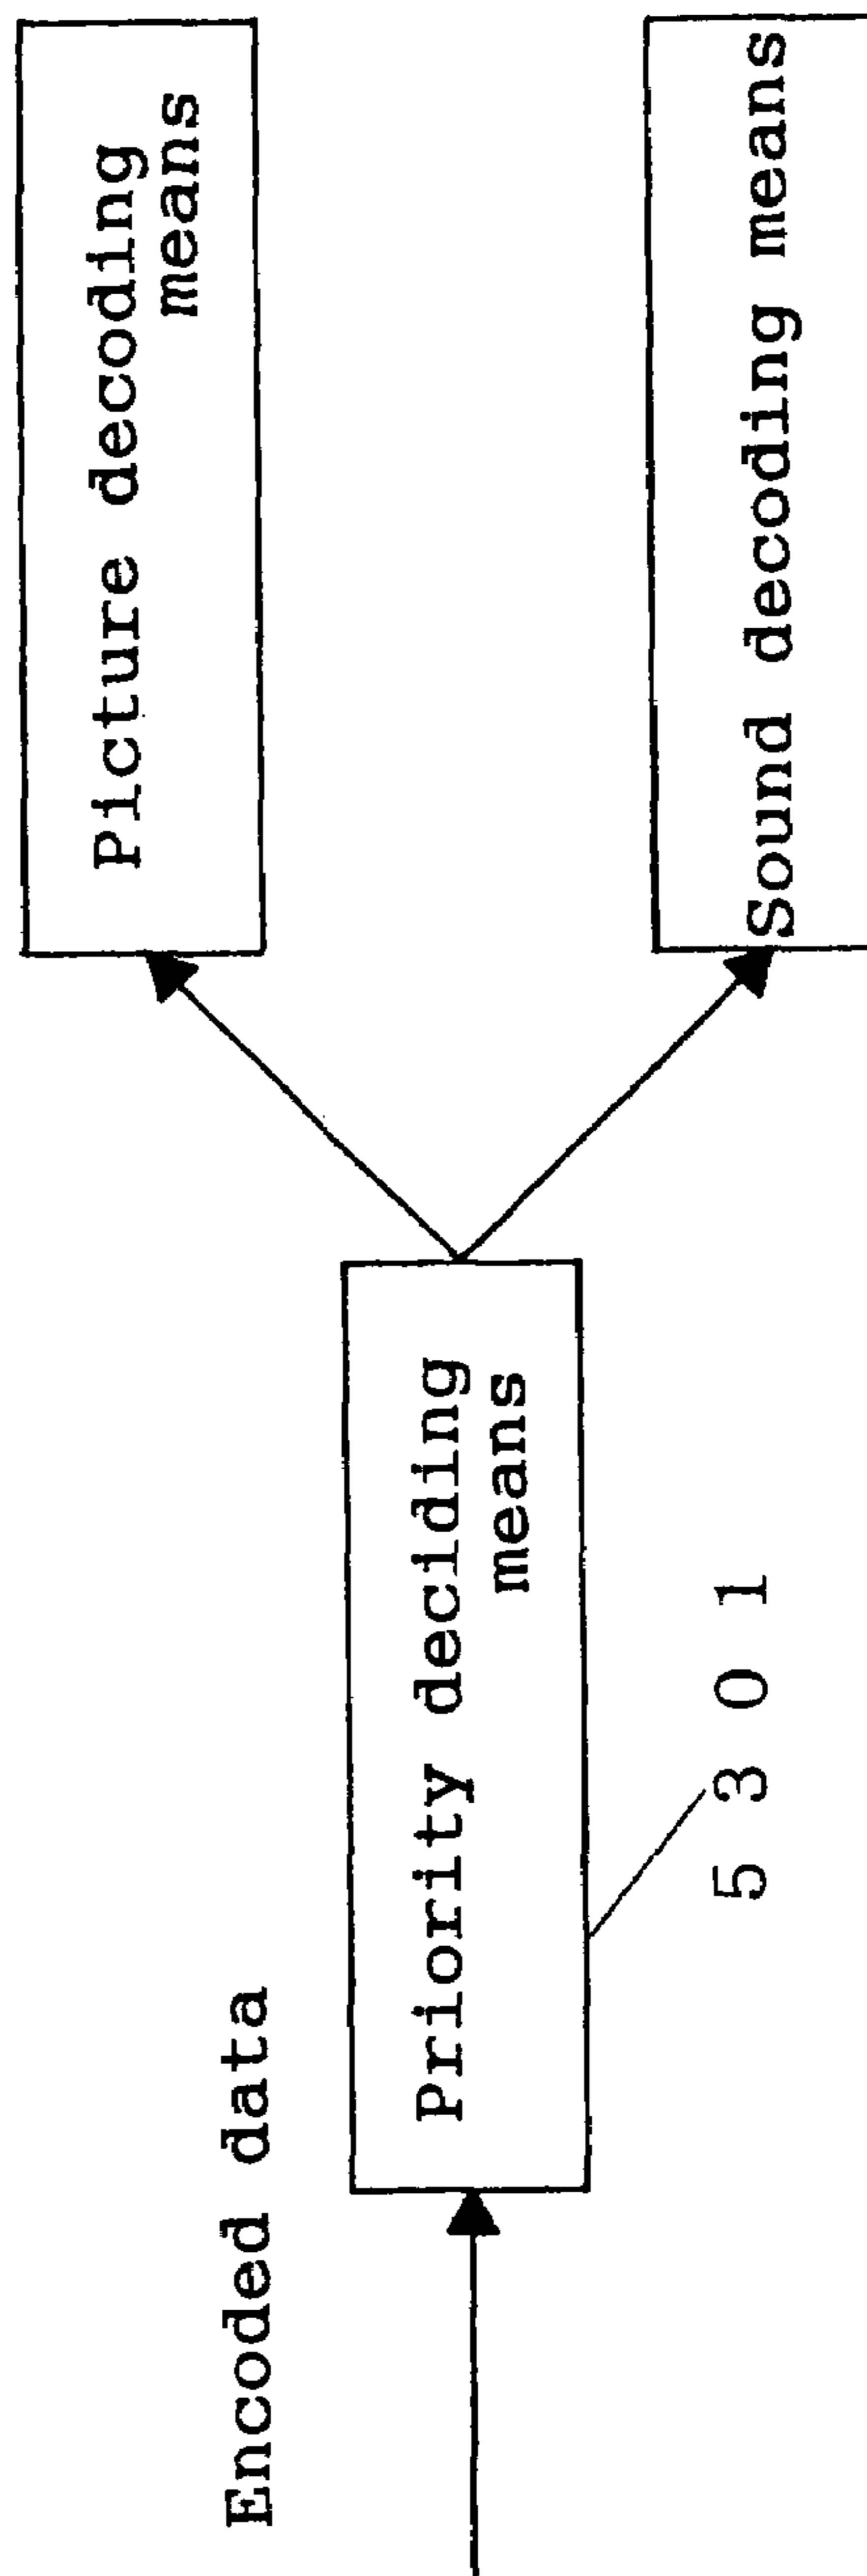 Encoded data
Priority deciding
means
5301
Picture decoding
means
Sound decoding means